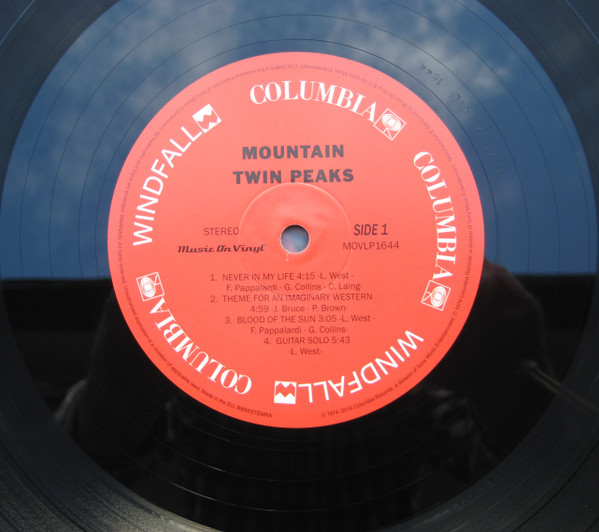 COLUMBIA
COLUMBIA
WINDFALL
COLUMBIA
WINDFALL
MOUNTAIN
TWIN PEAKS
STEREO
SIDE 1
Music On Vinyl
MOVLP1644
1. NEVER IN MY LIFE 4:15 -L. West -
F. Pappalardi - G. Collins - C. Laing-
2. THEME FOR AN IMAGINARY WESTERN
4:59 -J. Bruce - P. Brown-
3. BLOOD OF THE SUN 3:05 -L. West -
F. Pappalardi - G. Collins-
4. GUITAR SOLO 5:43
-L. West-